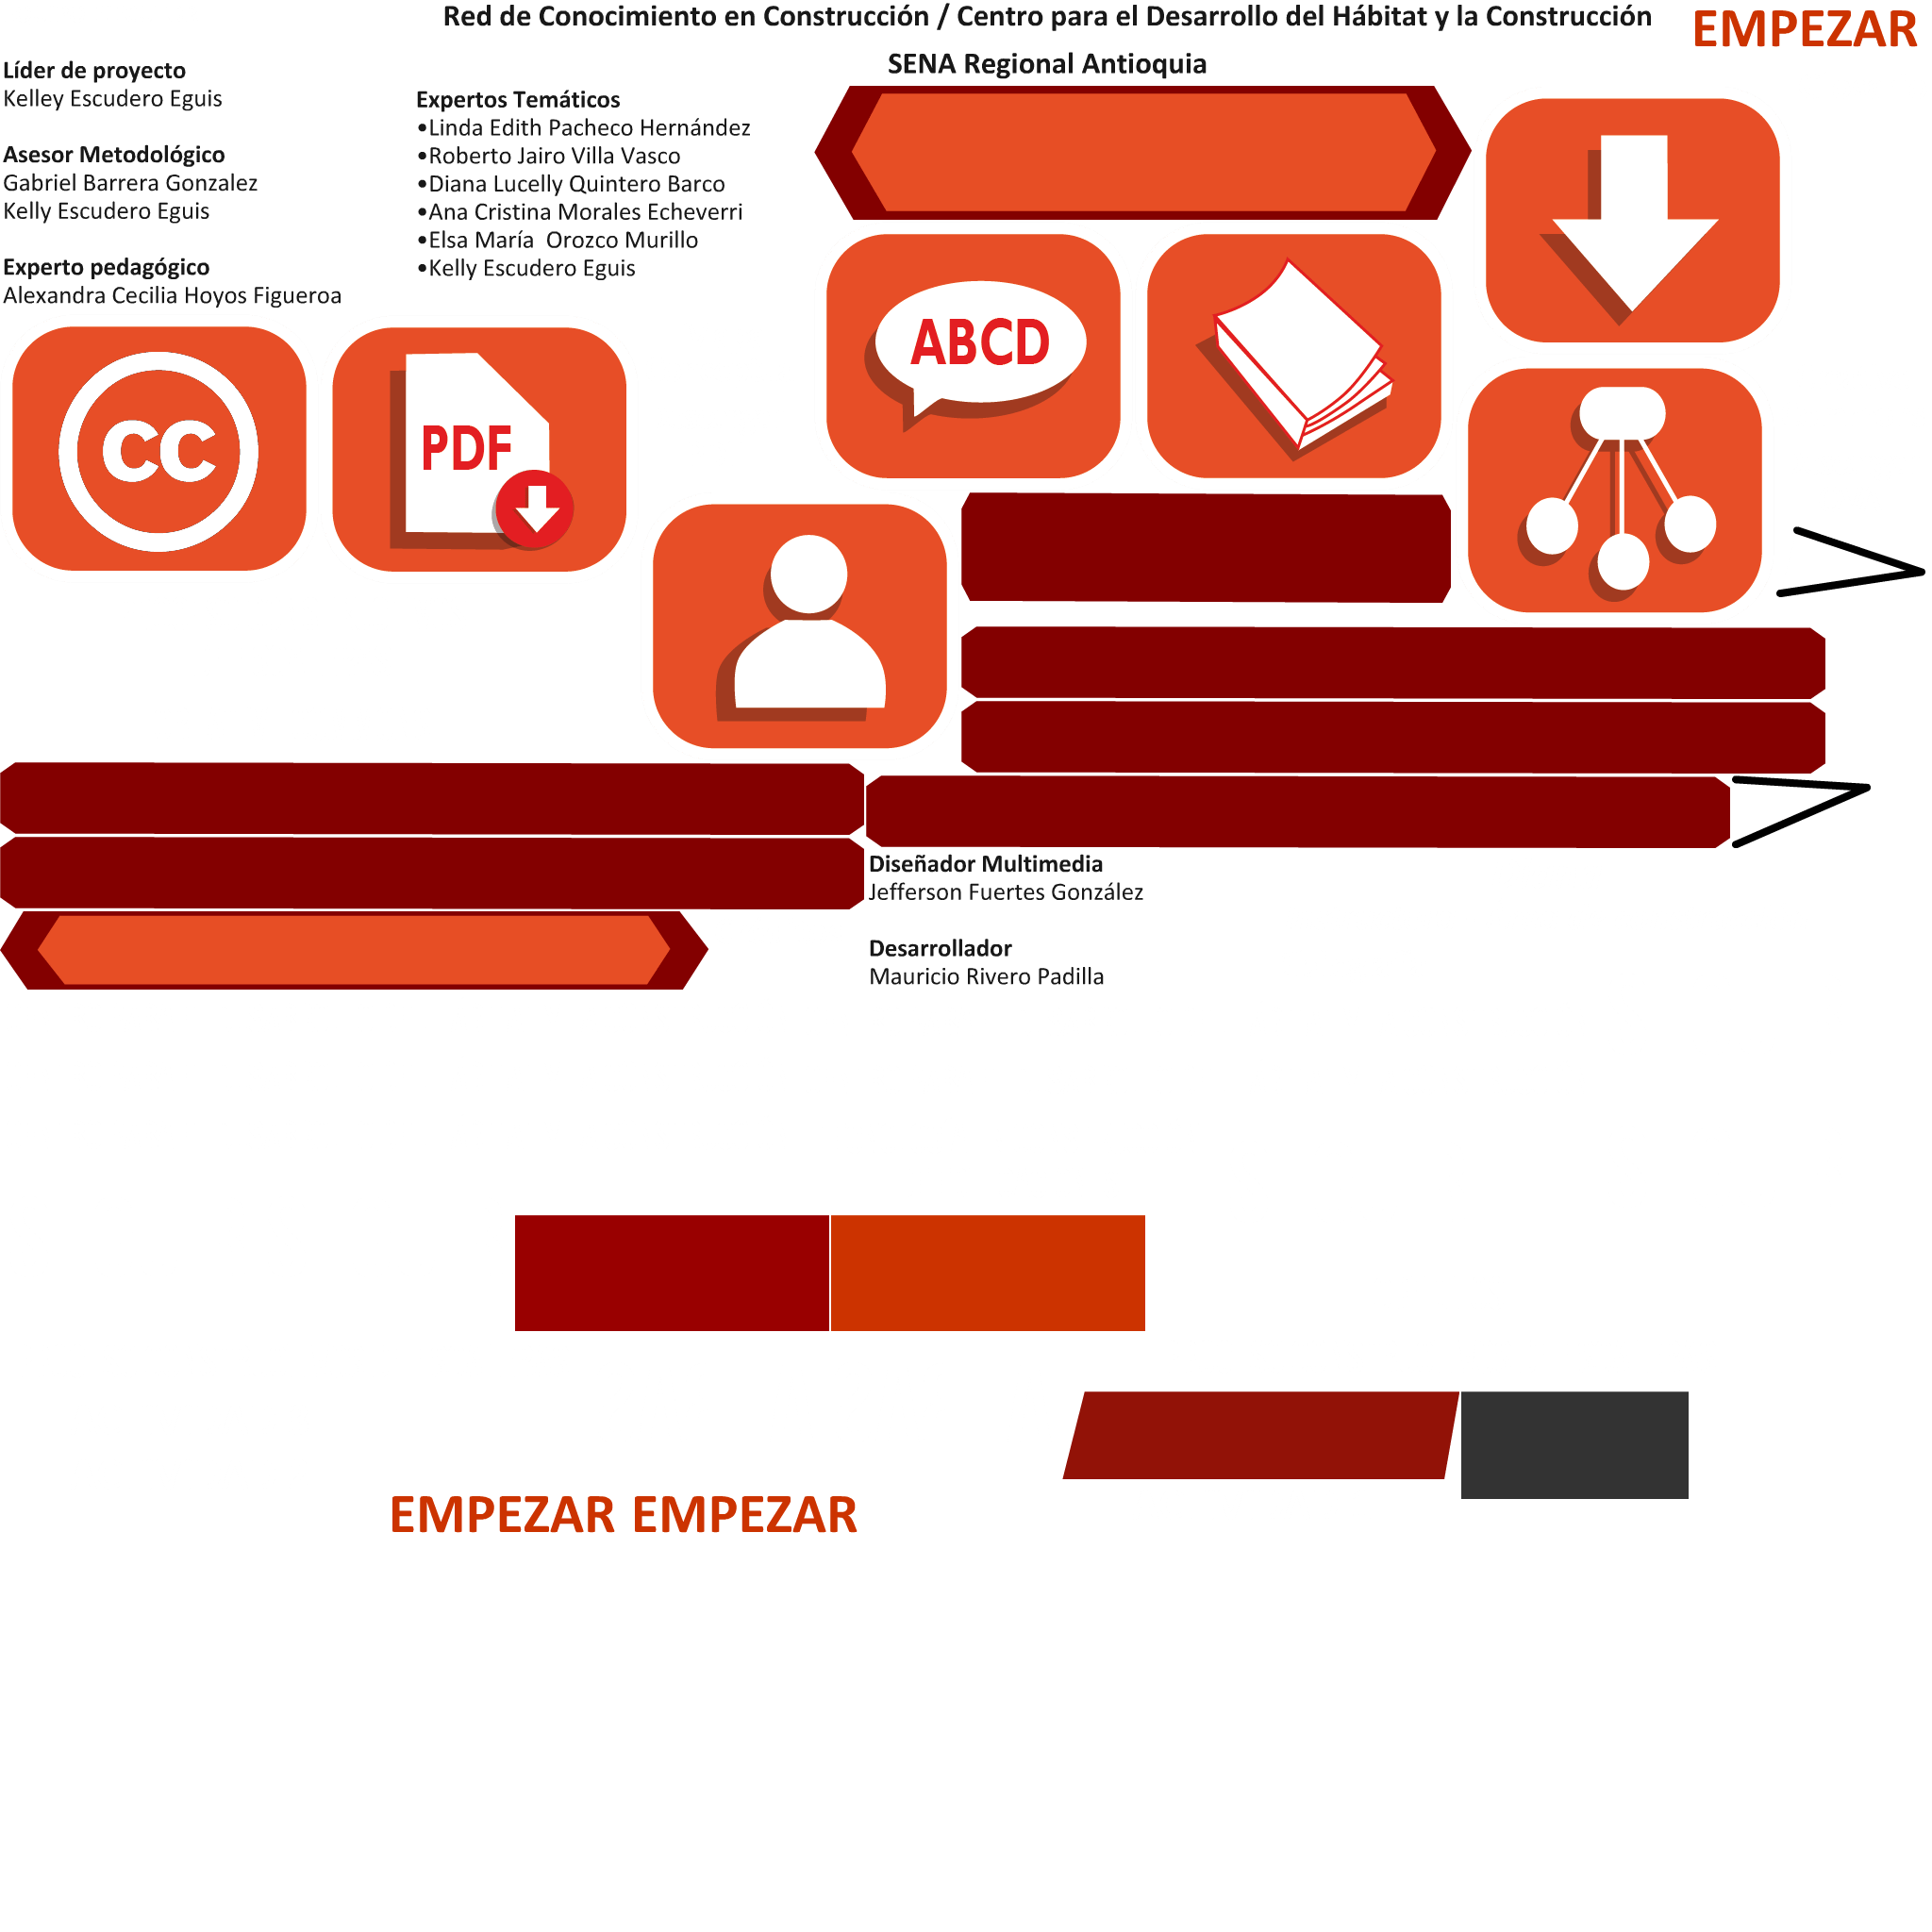 Red de Conocimiento en Construcción / Centro para el Desarrollo del Hábitat y la Construcción
SENA Regional Antioquia
EMPEZAR
Líder de proyecto
Kelley Escudero Eguis
Asesor Metodológico
Gabriel Barrera Gonzalez
Kelly Escudero Eguis
Experto pedagógico
Alexandra Cecilia Hoyos Figueroa
Expertos Temáticos
•Linda Edith Pacheco Hernández
•Roberto Jairo Villa Vasco
•Diana Lucelly Quintero Barco
•Ana Cristina Morales Echeverri
•Elsa María  Orozco Murillo
•Kelly Escudero Eguis
ABCD
cc
PDF
Diseñador Multimedia
Jefferson Fuertes González
Desarrollador
Mauricio Rivero Padilla
EMPEZAR EMPEZAR